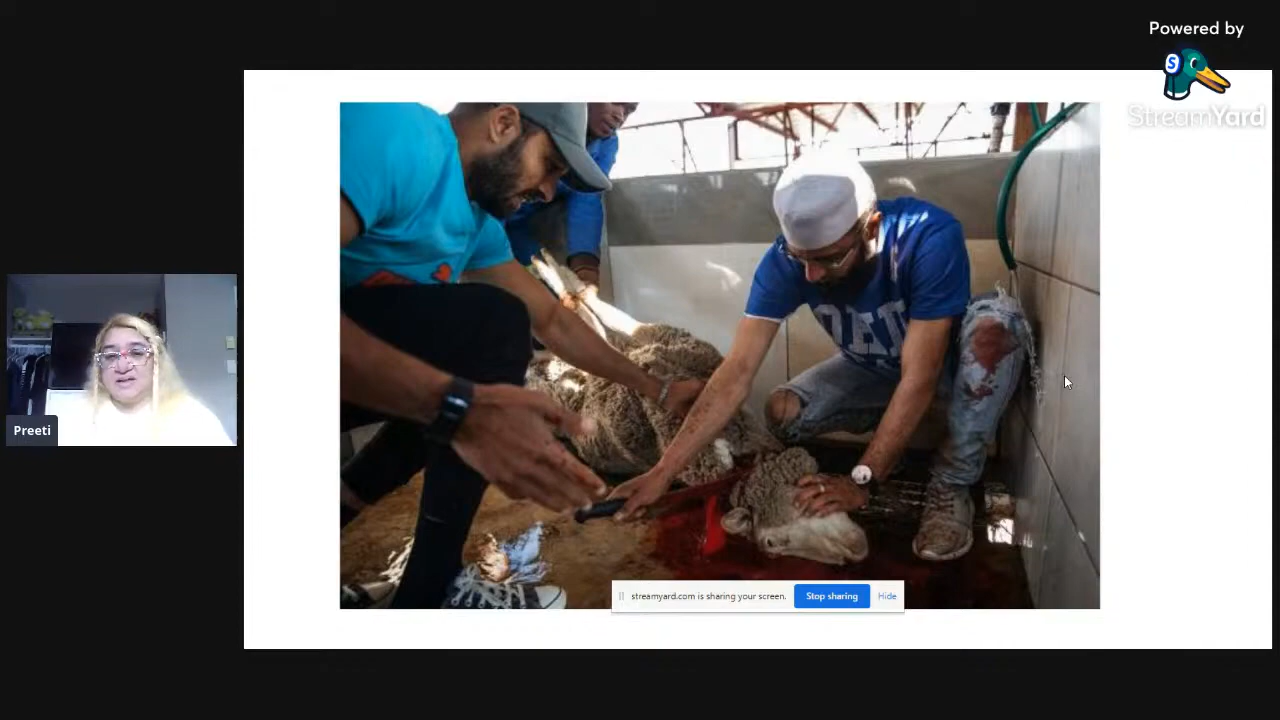 Powered by
S
StreamYard
Preeti
streamyard.com is sharing your screen.
Stop sharing
Hide